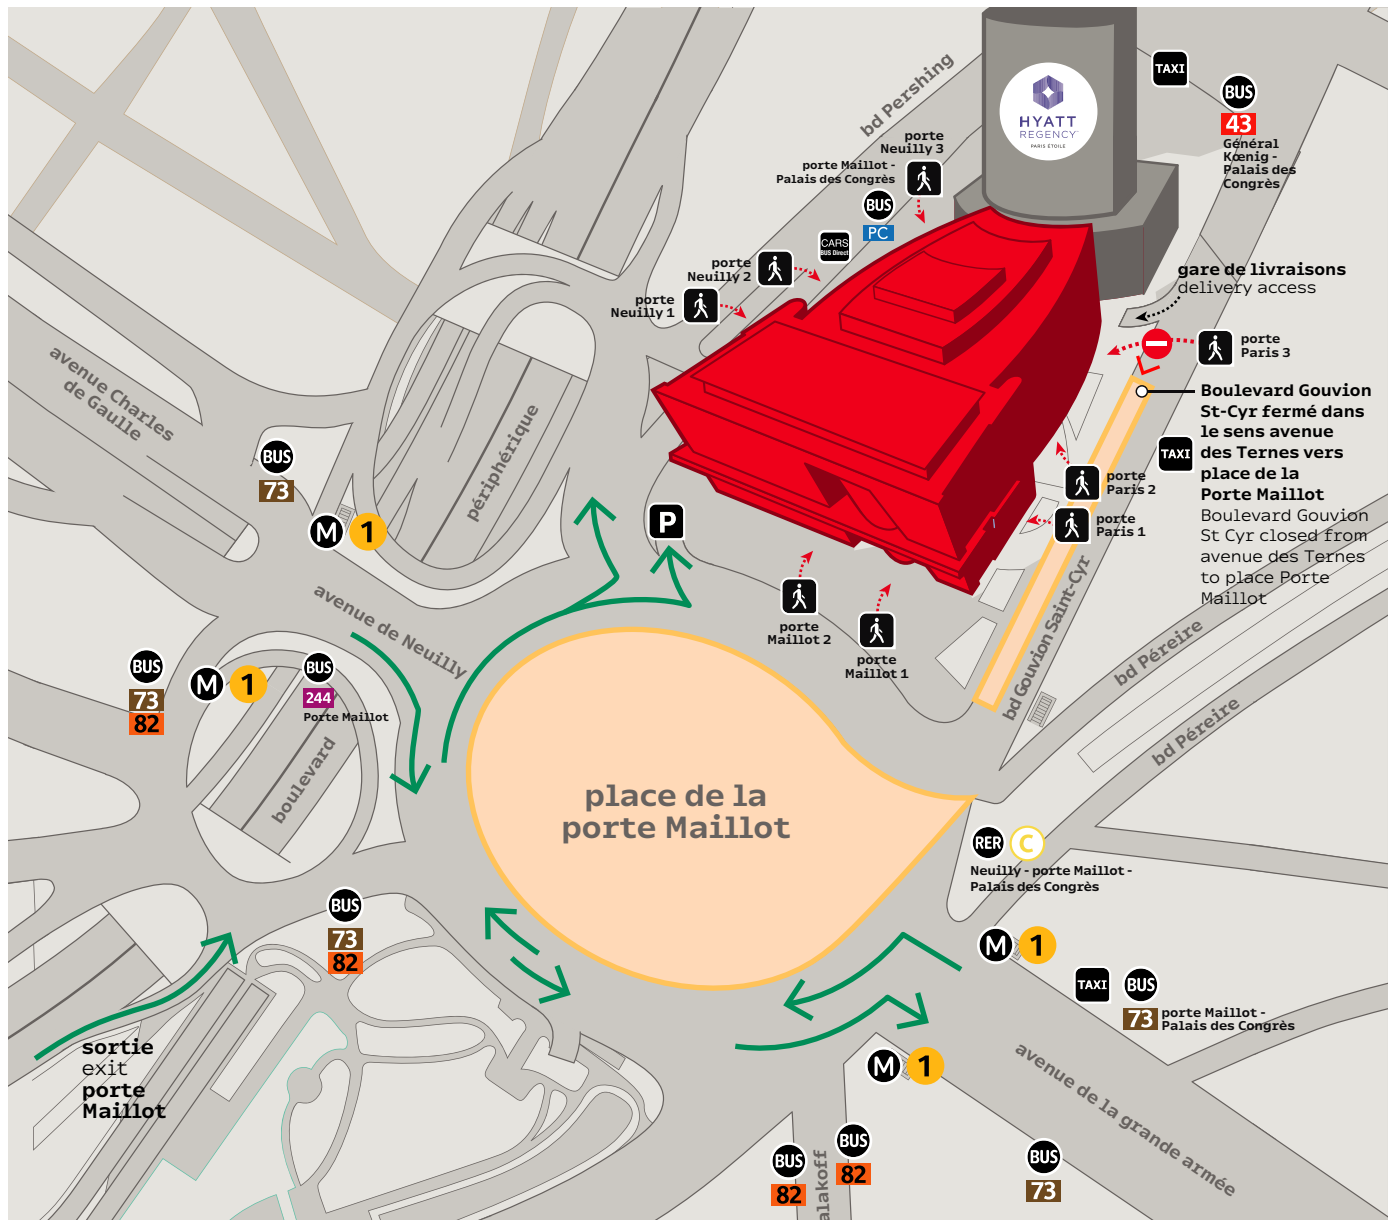 bd Pershing
HYATT
REGENCY
PARIS ÉTOILE
TAXI
BUS
43
Général
Kœnig -
Palais des
Congrès
porte
Neuilly 3
porte Maillot -
Palais des Congrès
BUS
PC
CARS
BUS Direct
porte
Neuilly 2
porte
Neuilly 1
gare de livraisons
delivery access
porte
Paris 3
Boulevard Gouvion
St-Cyr fermé dans
le sens avenue
des Ternes vers
place de la
Porte Maillot
Boulevard Gouvion
St Cyr closed from
avenue des Ternes
to place Porte
Maillot
TAXI
porte
Paris 2
porte
Paris 1
avenue Charles
de Gaulle
périphérique
BUS
73
M 1
P
porte
Maillot 2
porte
Maillot 1
bd Gouvion Saint-Cyr
bd Péreire
bd Péreire
avenue de Neuilly
BUS
73
82
M 1
BUS
244
Porte Maillot
boulevard
place de la
porte Maillot
RER C
Neuilly - porte Maillot -
Palais des Congrès
BUS
73
82
M 1
TAXI
BUS
73
porte Maillot -
Palais des Congrès
sortie
exit
porte
Maillot
M 1
avenue de la grande armée
BUS
82
alakoff
BUS
82
BUS
73